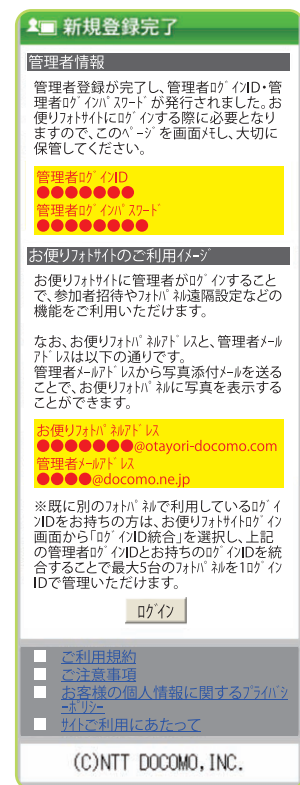 新規登録完了
管理者情報
管理者登録が完了し、管理者ﾛｸﾞｲﾝID・管
理者ﾛｸﾞｲﾝﾊﾟｽﾜｰﾄﾞが発行されました。お
便りﾌｫﾄｻｲﾄにﾛｸﾞｲﾝする際に必要となり
ますので、このﾍﾟｰｼﾞを画面ﾒﾓし、大切に
保管してください。
管理者ﾛｸﾞｲﾝID
●●●●●●●
管理者ﾛｸﾞｲﾝﾊﾟｽﾜｰﾄﾞ
●●●●●●●●
お便りﾌｫﾄｻｲﾄのご利用ｲﾒｰｼﾞ
お便りﾌｫﾄｻｲﾄに管理者がﾛｸﾞｲﾝすること
で、参加者招待やﾌｫﾄﾊﾟﾈﾙ遠隔設定などの
機能をご利用いただけます。
なお、お便りﾌｫﾄﾊﾟﾈﾙｱﾄﾞﾚｽと、管理者ﾒｰﾙ
ｱﾄﾞﾚｽは以下の通りです。
管理者ﾒｰﾙｱﾄﾞﾚｽから写真添付ﾒｰﾙを送る
ことで、お便りﾌｫﾄﾊﾟﾈﾙに写真を表示する
ことができます。
お便りﾌｫﾄﾊﾟﾈﾙｱﾄﾞﾚｽ
●●●●●●●@otayori-docomo.com
管理者ﾒｰﾙｱﾄﾞﾚｽ
●●●●@docomo.ne.jp
※既に別のﾌｫﾄﾊﾟﾈﾙで利用しているﾛｸﾞｲ
ﾝIDをお持ちの方は、お便りﾌｫﾄｻｲﾄﾛｸﾞｲﾝ
画面から｢ﾛｸﾞｲﾝID統合｣を選択し、上記
の管理者ﾛｸﾞｲﾝIDとお持ちのﾛｸﾞｲﾝIDを統
合することで最大5台のﾌｫﾄﾊﾟﾈﾙを1ﾛｸﾞｲﾝ
IDで管理いただけます。
ﾛｸﾞｲﾝ
ご利用規約
ご注意事項
お客様の個人情報に関するﾌﾟﾗｲﾊﾞｼ
ｰﾎﾟﾘｼｰ
ｻｲﾄご利用にあたって
(C)NTT DOCOMO, INC.